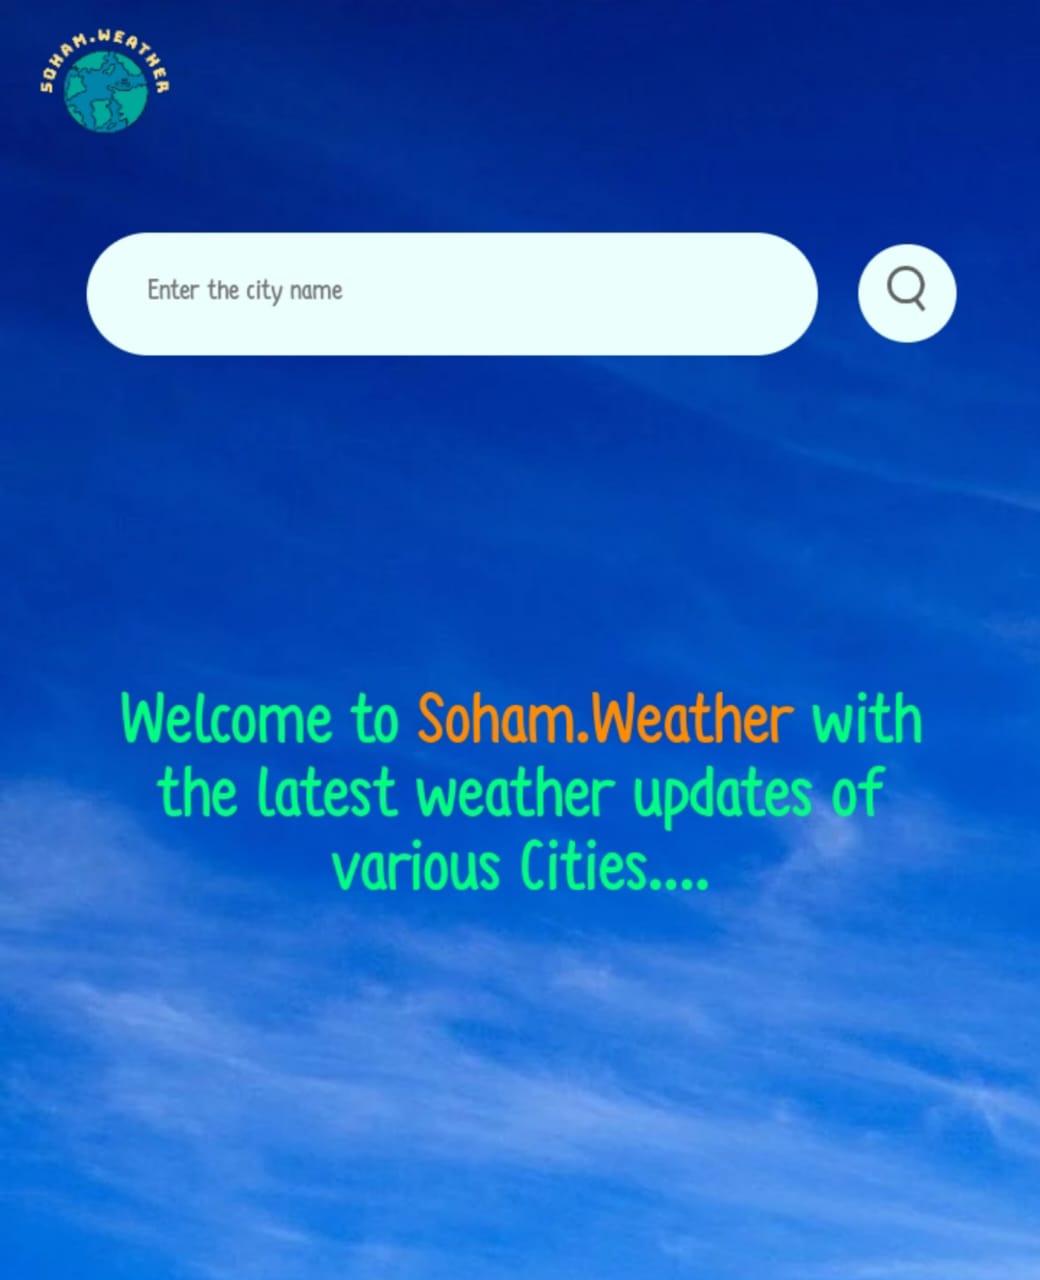 SOHAM.WEATHER
Enter the city name
Welcome to Soham.Weather with
the latest weather updates of
various Cities....